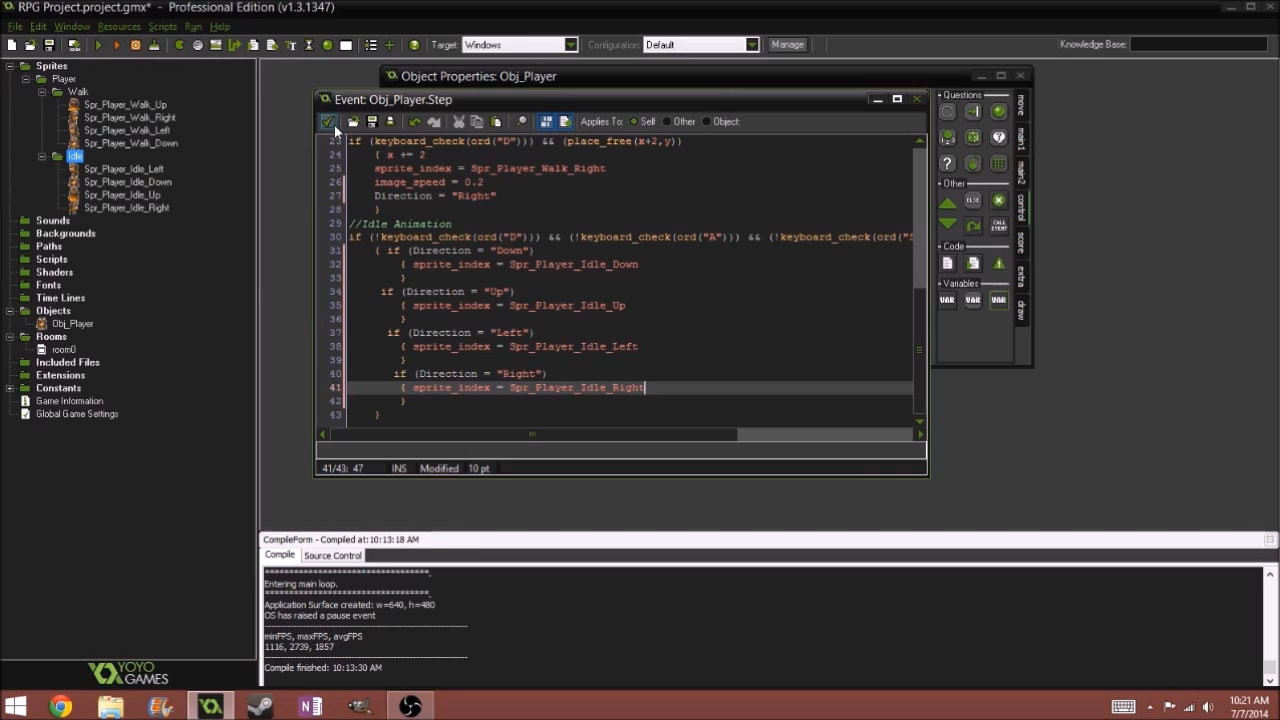 RPG Project.project.gmx* - Professional Edition (v1.3.1347)
File Edit Window Resources Scripts Run Help
Target: Windows Configuration: Default Manage Knowledge Base:
Sprites
Player
Walk
Spr_Player_Walk_Up
Spr_Player_Walk_Right
Spr_Player_Walk_Left
Spr_Player_Walk_Down
Idle
Spr_Player_Idle_Left
Spr_Player_Idle_Down
Spr_Player_Idle_Up
Spr_Player_Idle_Right
Sounds
Backgrounds
Paths
Scripts
Shaders
Fonts
Time Lines
Objects
Obj_Player
Rooms
room0
Included Files
Extensions
Constants
Game Information
Global Game Settings
YOYO
GAMES
Object Properties: Obj_Player
Event: Obj_Player.Step
Applies To: Self Other Object:
23 if (keyboard_check(ord("D"))) && (place_free(x+2,y))
24 { x += 2
25 sprite_index = Spr_Player_Walk_Right
26 image_speed = 0.2
27 Direction = "Right"
28 }
29 //Idle Animation
30 if (!keyboard_check(ord("D"))) && (!keyboard_check(ord("A"))) && (!keyboard_check(ord("S
31 { if (Direction = "Down")
32 { sprite_index = Spr_Player_Idle_Down
33 }
34 if (Direction = "Up")
35 { sprite_index = Spr_Player_Idle_Up
36 }
37 if (Direction = "Left")
38 { sprite_index = Spr_Player_Idle_Left
39 }
40 if (Direction = "Right")
41 { sprite_index = Spr_Player_Idle_Right
42 }
43 }
41/43: 47 INS Modified 10 pt
Questions
Other
ELSE
CALL EVENT
Code
Variables
VAR VAR VAR
move
main1
main2
control
score
extra
draw
CompileForm - Compiled at:10:13:18 AM
Compile Source Control
***********************************.
Entering main loop.
***********************************.
Application Surface created: w=640, h=480
OS has raised a pause event
minFPS, maxFPS, avgFPS
1116, 2739, 1857
Compile finished: 10:13:30 AM
10:21 AM
7/7/2014